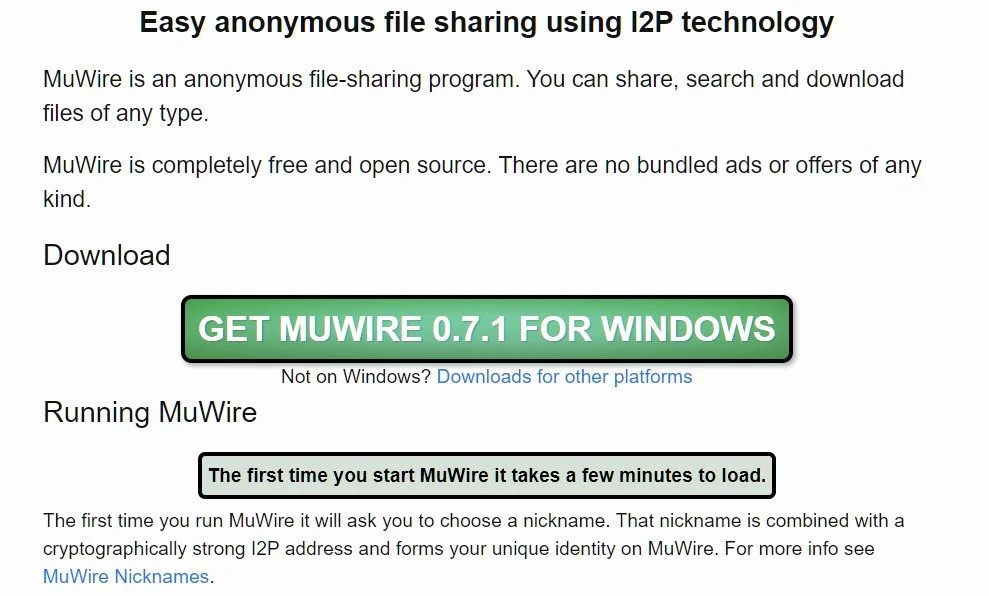 Easy anonymous file sharing using I2P technology
MuWire is an anonymous file-sharing program. You can share, search and download
files of any type.
MuWire is completely free and open source. There are no bundled ads or offers of any
kind.
Download
GET MUWIRE 0.7.1 FOR WINDOWS
Not on Windows? Downloads for other platforms
Running MuWire
The first time you start MuWire it takes a few minutes to load.
The first time you run MuWire it will ask you to choose a nickname. That nickname is combined with a
cryptographically strong I2P address and forms your unique identity on MuWire. For more info see
MuWire Nicknames.